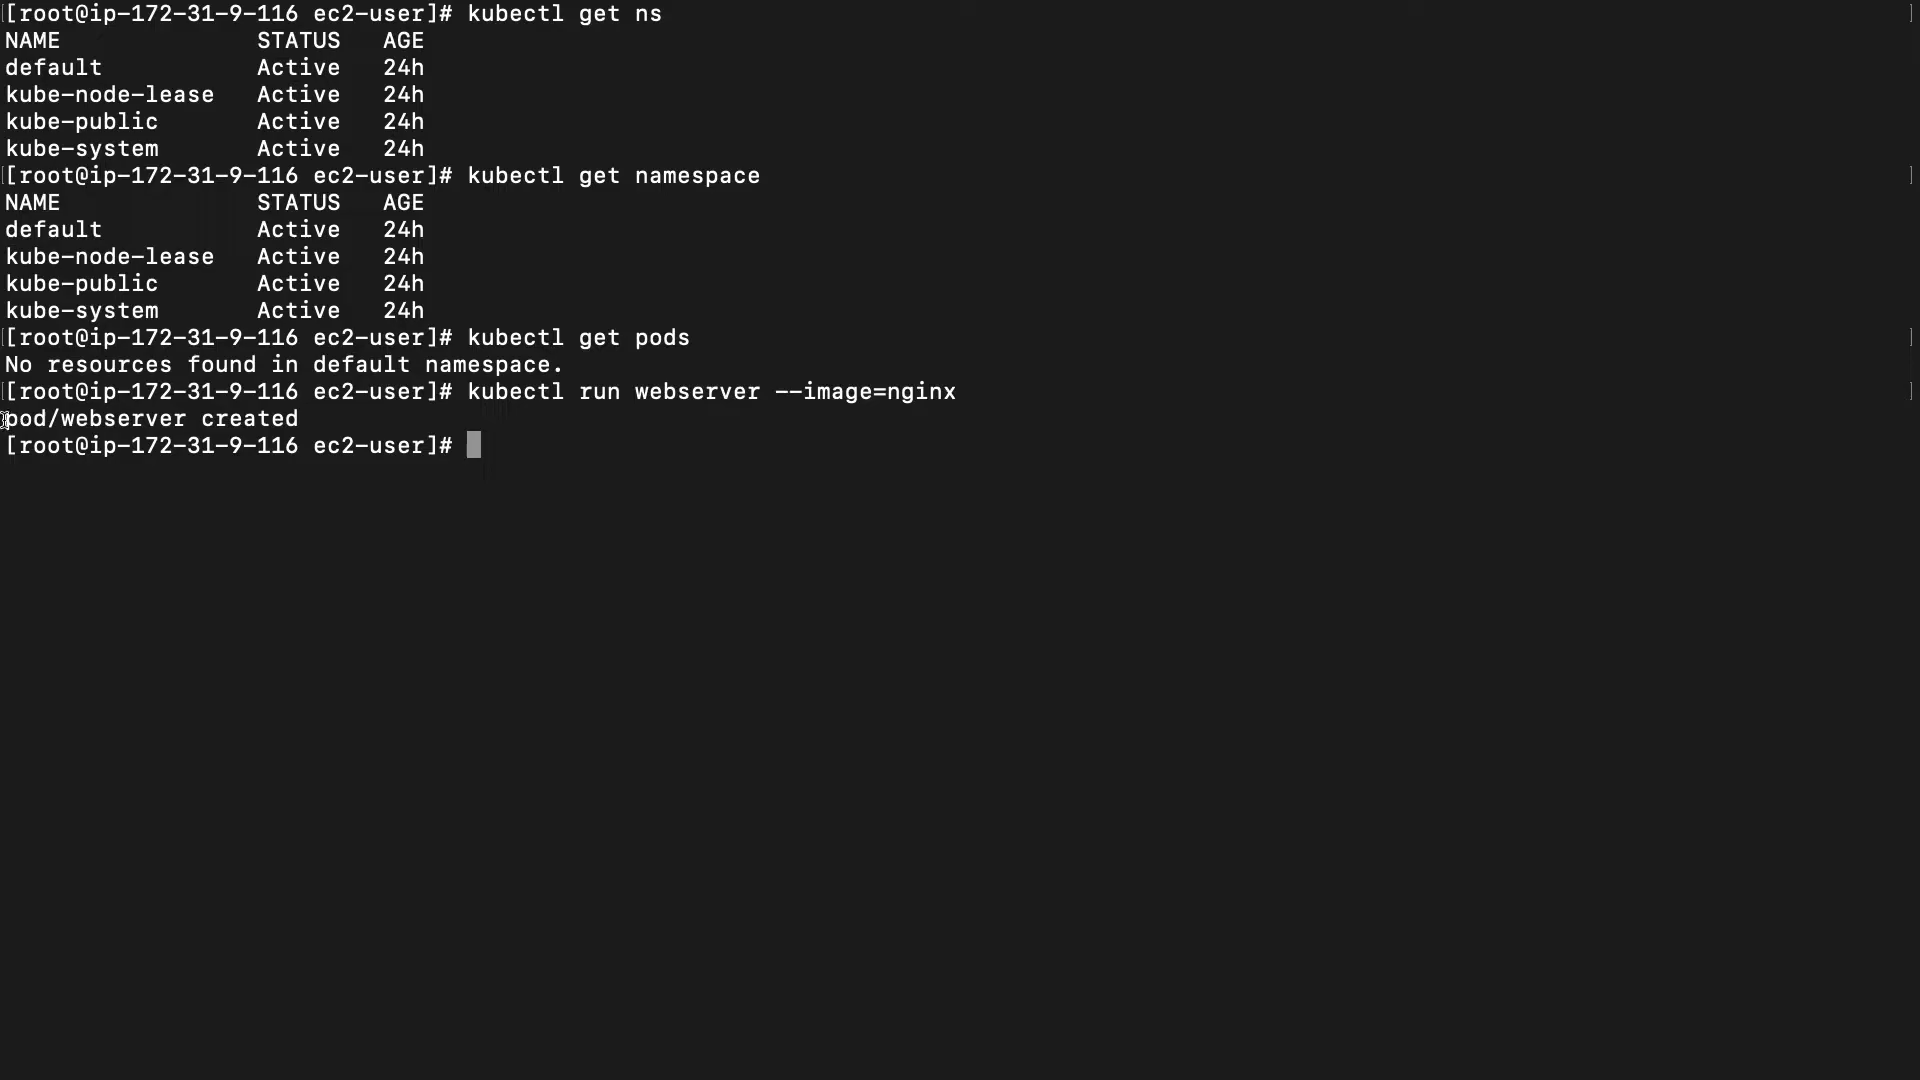 [root@ip-172-31-9-116 ec2-user]# kubectl get ns
NAME STATUS AGE
default Active 24h
kube-node-lease Active 24h
kube-public Active 24h
kube-system Active 24h
[root@ip-172-31-9-116 ec2-user]# kubectl get namespace
NAME STATUS AGE
default Active 24h
kube-node-lease Active 24h
kube-public Active 24h
kube-system Active 24h
[root@ip-172-31-9-116 ec2-user]# kubectl get pods
No resources found in default namespace.
[root@ip-172-31-9-116 ec2-user]# kubectl run webserver --image=nginx
pod/webserver created
[root@ip-172-31-9-116 ec2-user]#